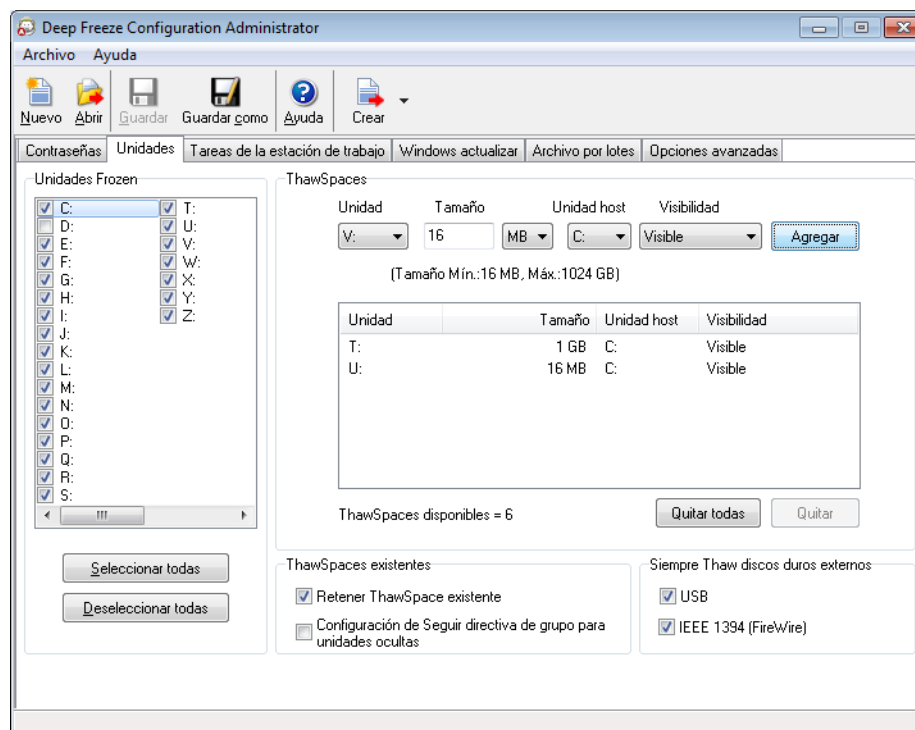 Deep Freeze Configuration Administrator
Archivo Ayuda
Nuevo Abrir Guardar Guardar como Ayuda Crear
Contraseñas Unidades Tareas de la estación de trabajo Windows actualizar Archivo por lotes Opciones avanzadas
Unidades Frozen
C:
D:
E:
F:
G:
H:
I:
J:
K:
L:
M:
N:
O:
P:
Q:
R:
S:
T:
U:
V:
W:
X:
Y:
Z:
Seleccionar todas
Deseleccionar todas
ThawSpaces
Unidad Tamaño Unidad host Visibilidad
V: 16 MB C: Visible Agregar
(Tamaño Mín.:16 MB, Máx.:1024 GB)
Unidad Tamaño Unidad host Visibilidad
T: 1 GB C: Visible
U: 16 MB C: Visible
ThawSpaces disponibles = 6 Quitar todas Quitar
ThawSpaces existentes
Retener ThawSpace existente
Configuración de Seguir directiva de grupo para
unidades ocultas
Siempre Thaw discos duros externos
USB
IEEE 1394 (FireWire)